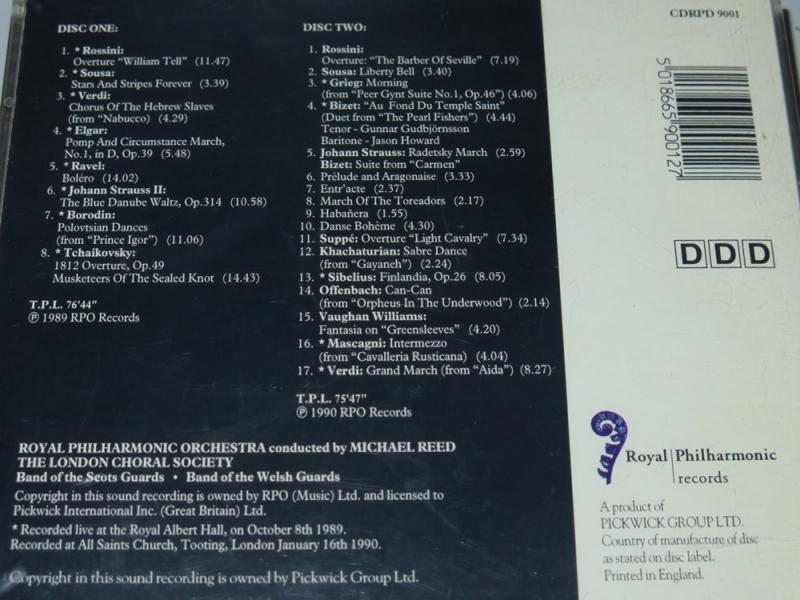 DISC ONE:
1. * Rossini:
Overture "William Tell" (11.47)
2. * Sousa:
Stars And Stripes Forever (3.39)
3. * Verdi:
Chorus Of The Hebrew Slaves
(from "Nabucco) (4.29)
4. * Elgar:
Pomp And Circumstance March,
No.1, in D, Op.39 (5.48)
5. * Ravel:
Boléro (14.02)
6. * Johann Strauss II:
The Blue Danube Waltz, Op.314 (10.58)
7. * Borodin:
Polovtsian Dances
(from "Prince Igor") (11.06)
8. * Tchaikovsky:
1812 Overture, Op.49
Musketeers Of The Sealed Knot (14.43)
T.P.L. 76'44"
℗ 1989 RPO Records
DISC TWO:
1. Rossini:
Overture: "The Barber Of Seville" (7.19)
2. Sousa: Liberty Bell (3.40)
3. * Grieg: Morning
(from "Peer Gynt Suite No.1, Op.46") (4.06)
4. * Bizet: "Au Fond Du Temple Saint"
(Duet from "The Pearl Fishers") (4.44)
Tenor - Gunnar Gudbjörnsson
Baritone - Jason Howard
5. Johann Strauss: Radetsky March (2.59)
Bizet: Suite from "Carmen"
6. Prélude and Aragonaise (3.33)
7. Entr'acte (2.37)
8. March Of The Toreadors (2.17)
9. Habañera (1.55)
10. Danse Bohème (4.30)
11. Suppé: Overture "Light Cavalry" (7.34)
12. Khachaturian: Sabre Dance
(from "Gayaneh") (2.24)
13. * Sibelius: Finlandia, Op.26 (8.05)
14. Offenbach: Can-Can
(from "Orpheus In The Underwood") (2.14)
15. Vaughan Williams:
Fantasia on "Greensleeves" (4.20)
16. * Mascagni: Intermezzo
(from "Cavalleria Rusticana) (4.04)
17. * Verdi: Grand March (from "Aida") (8.27)
T.P.L. 75'47"
℗ 1990 RPO Records
ROYAL PHILHARMONIC ORCHESTRA conducted by MICHAEL REED
THE LONDON CHORAL SOCIETY
Band of the Scots Guards • Band of the Welsh Guards
Copyright in this sound recording is owned by RPO (Music) Ltd. and licensed to
Pickwick International Inc. (Great Britain) Ltd.
* Recorded live at the Royal Albert Hall, on October 8th 1989.
Recorded at All Saints Church, Tooting, London January 16th 1990.
Copyright in this sound recording is owned by Pickwick Group Ltd.
CDRPD 9001
5 018665 900127
DDD
Royal Philharmonic
records
A product of
PICKWICK GROUP LTD.
Country of manufacture of disc
as stated on disc label.
Printed in England.